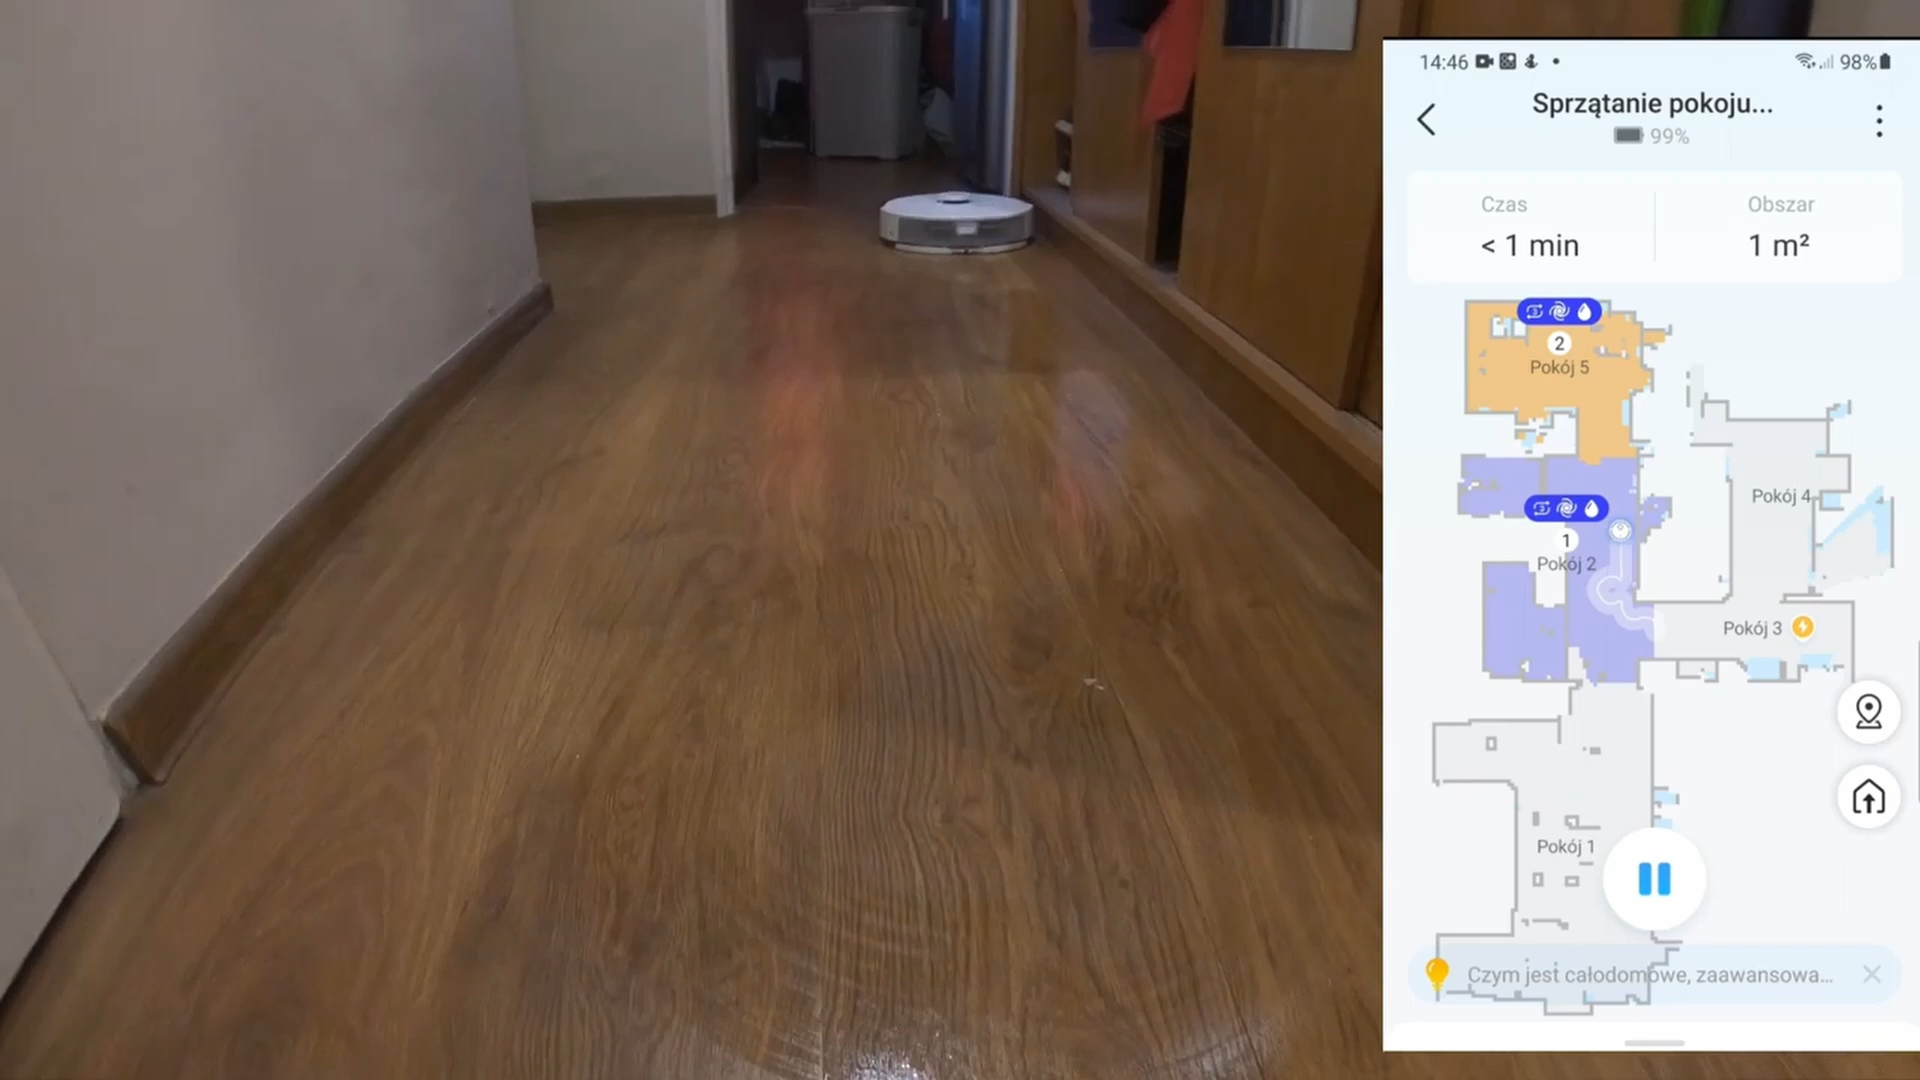 14:46
98%
Sprzątanie pokoju...
99%
Czas
Obszar
< 1 min
1 m²
2
Pokój 5
Pokój 4
1
Pokój 2
Pokój 3
Pokój 1
Czym jest całodomowe, zaawansowa...